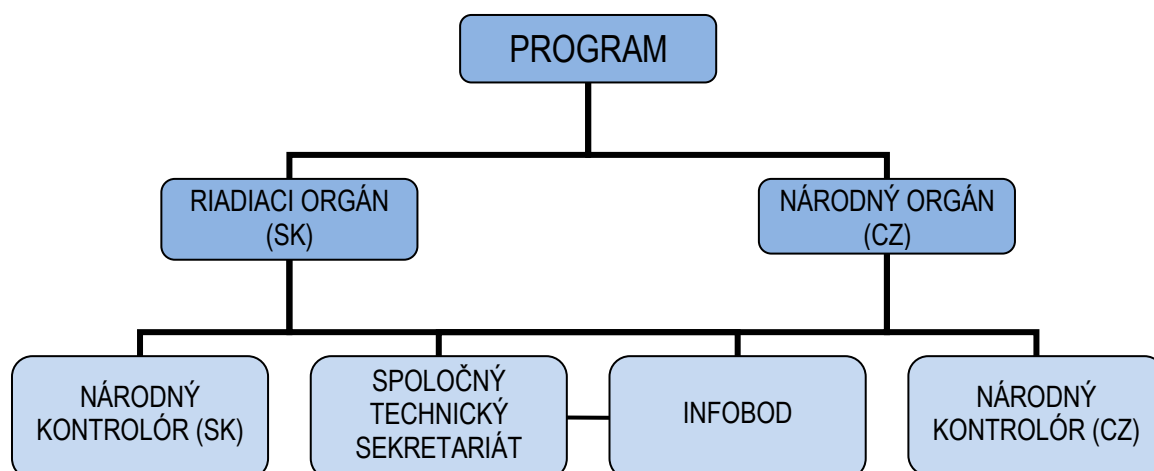 PROGRAM
RIADIACI ORGÁN
(SK)
NÁRODNÝ ORGÁN
(CZ)
NÁRODNÝ
KONTROLÓR (SK)
SPOLOČNÝ
TECHNICKÝ
SEKRETARIÁT
INFOBOD
NÁRODNÝ
KONTROLÓR (CZ)